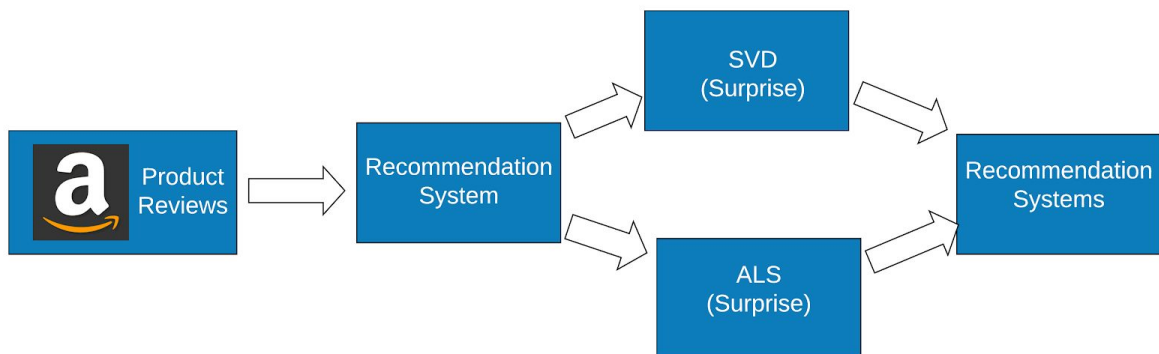 a
Product
Reviews
Recommendation
System
SVD
(Surprise)
ALS
(Surprise)
Recommendation
Systems